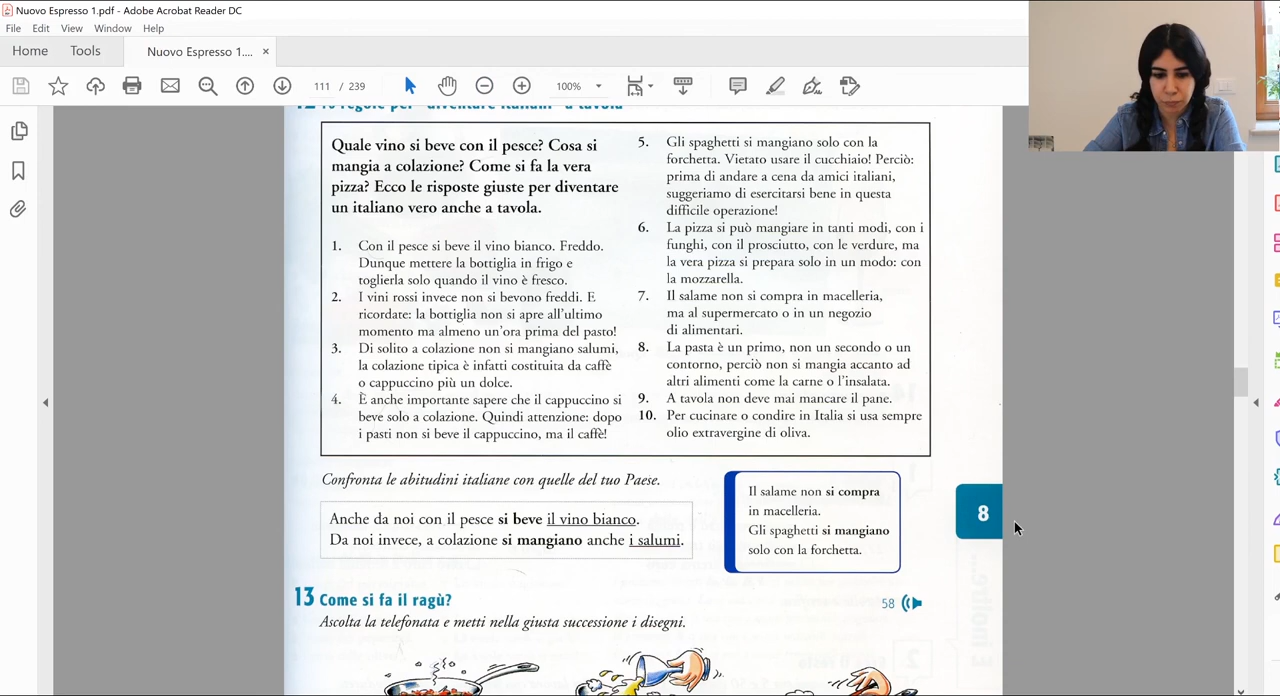 Nuovo Espresso 1.pdf - Adobe Acrobat Reader DC
File Edit View Window Help
Home Tools Nuovo Espresso 1.... ×
111 / 239 100%
12 10 regole per "diventare italiani" a tavola
Quale vino si beve con il pesce? Cosa si
mangia a colazione? Come si fa la vera
pizza? Ecco le risposte giuste per diventare
un italiano vero anche a tavola.
1. Con il pesce si beve il vino bianco. Freddo.
Dunque mettere la bottiglia in frigo e
toglierla solo quando il vino è fresco.
2. I vini rossi invece non si bevono freddi. E
ricordate: la bottiglia non si apre all'ultimo
momento ma almeno un'ora prima del pasto!
3. Di solito a colazione non si mangiano salumi,
la colazione tipica è infatti costituita da caffè
o cappuccino più un dolce.
4. È anche importante sapere che il cappuccino si
beve solo a colazione. Quindi attenzione: dopo
i pasti non si beve il cappuccino, ma il caffè!
5. Gli spaghetti si mangiano solo con la
forchetta. Vietato usare il cucchiaio! Perciò:
prima di andare a cena da amici italiani,
suggeriamo di esercitarsi bene in questa
difficile operazione!
6. La pizza si può mangiare in tanti modi, con i
funghi, con il prosciutto, con le verdure, ma
la vera pizza si prepara solo in un modo: con
la mozzarella.
7. Il salame non si compra in macelleria,
ma al supermercato o in un negozio
di alimentari.
8. La pasta è un primo, non un secondo o un
contorno, perciò non si mangia accanto ad
altri alimenti come la carne o l'insalata.
9. A tavola non deve mai mancare il pane.
10. Per cucinare o condire in Italia si usa sempre
olio extravergine di oliva.
Confronta le abitudini italiane con quelle del tuo Paese.
Anche da noi con il pesce si beve il vino bianco.
Da noi invece, a colazione si mangiano anche i salumi.
Il salame non si compra
in macelleria.
Gli spaghetti si mangiano
solo con la forchetta.
8
13 Come si fa il ragù?
58
Ascolta la telefonata e metti nella giusta successione i disegni.